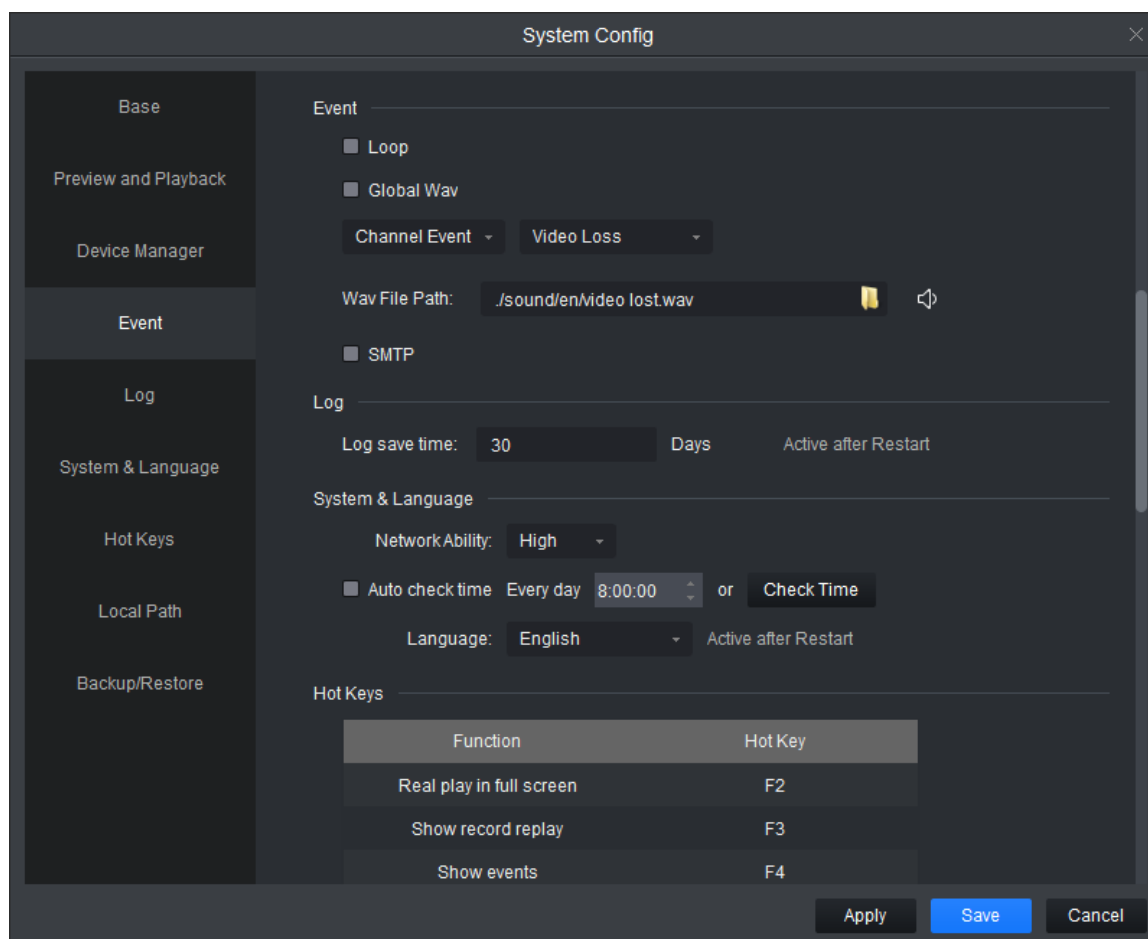 System Config
Base
Preview and Playback
Device Manager
Event
Log
System & Language
Hot Keys
Local Path
Backup/Restore
Event
Loop
Global Wav
Channel Event Video Loss
Wav File Path: ./sound/en/video lost.wav
SMTP
Log
Log save time: 30 Days Active after Restart
System & Language
Network Ability: High
Auto check time Every day 8:00:00 or Check Time
Language: English Active after Restart
Hot Keys
Function Hot Key
Real play in full screen F2
Show record replay F3
Show events F4
Apply Save Cancel